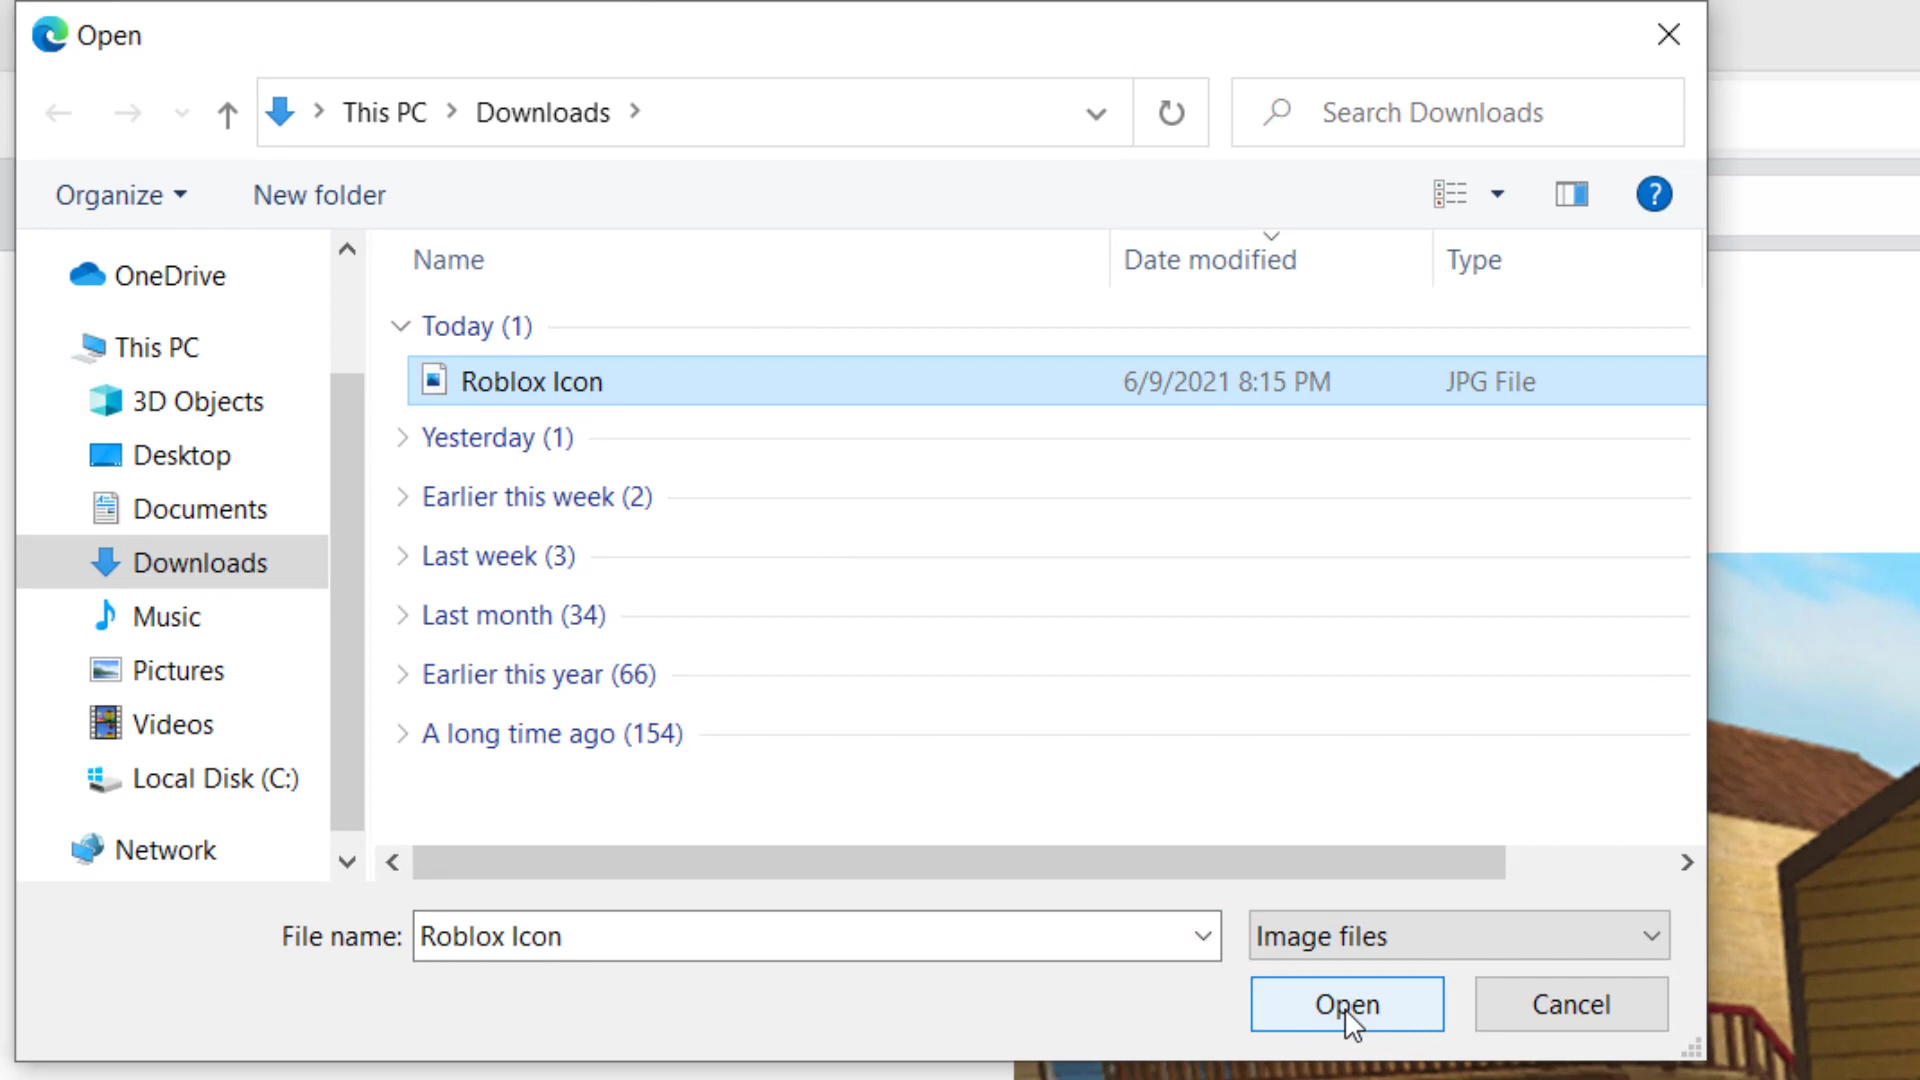 Open
This PC
Downloads
Search Downloads
Organize
New folder
?
OneDrive
This PC
3D Objects
Desktop
Documents
Downloads
Music
Pictures
Videos
Local Disk (C:)
Network
Name
Date modified
Type
Today (1)
Roblox Icon
6/9/2021 8:15 PM
JPG File
Yesterday (1)
Earlier this week (2)
Last week (3)
Last month (34)
Earlier this year (66)
A long time ago (154)
File name:
Roblox Icon
Image files
Open
Cancel